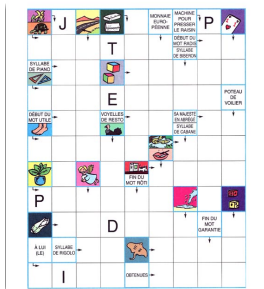 J
MONNAIE
EURO-
PÉENNE
MACHINE
POUR
PRESSER
LE RAISIN
P
T
DÉBUT DU
MOT RADIS
SYLLABE
DE BIBERON
SYLLABE
DE PIANO
E
POTEAU
DE
VOILIER
DÉBUT DU
MOT UTILE
VOYELLES
DE RESTO
SA MAJESTÉ
EN ABRÉGÉ
SYLLABE
DE CABANE
FIN DU
MOT RÔTI
P
D
FIN DU
MOT
GARANTIE
À LUI
(LE)
SYLLABE
DE RIGOLO
I
OBTENUES